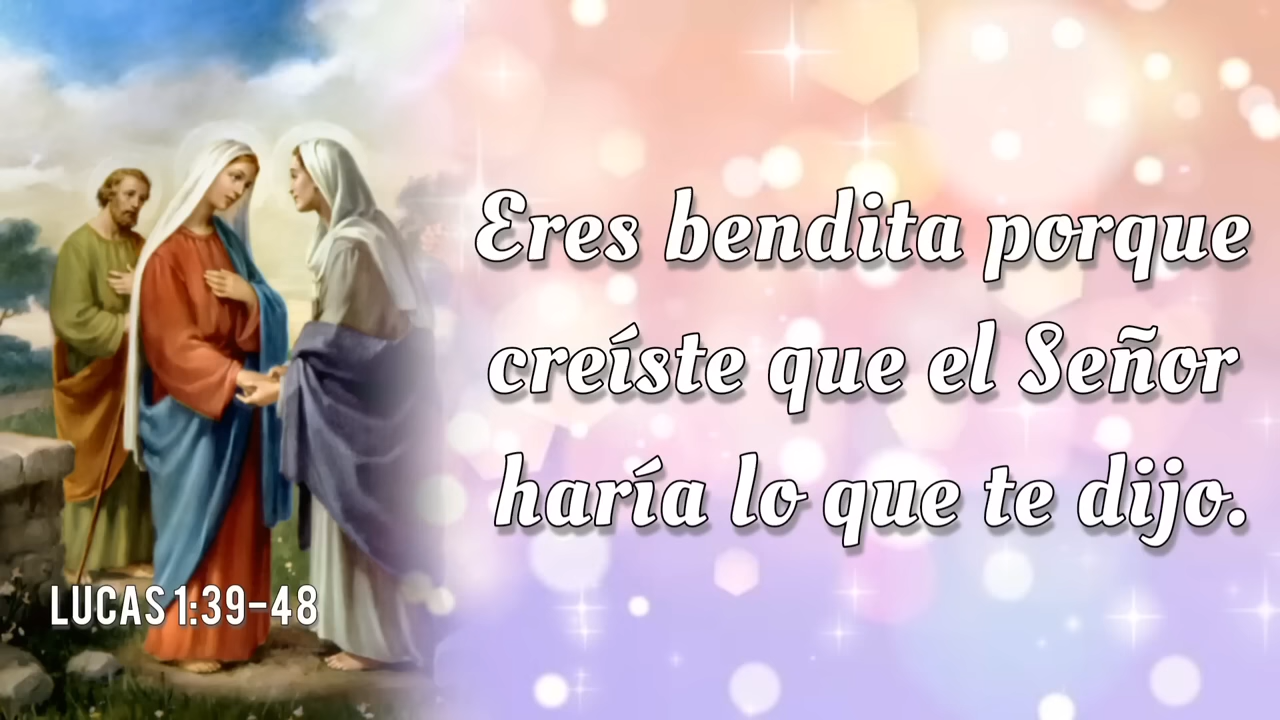 Eres bendita porque
creíste que el Señor
haría lo que te dijo.
LUCAS 1:39-48